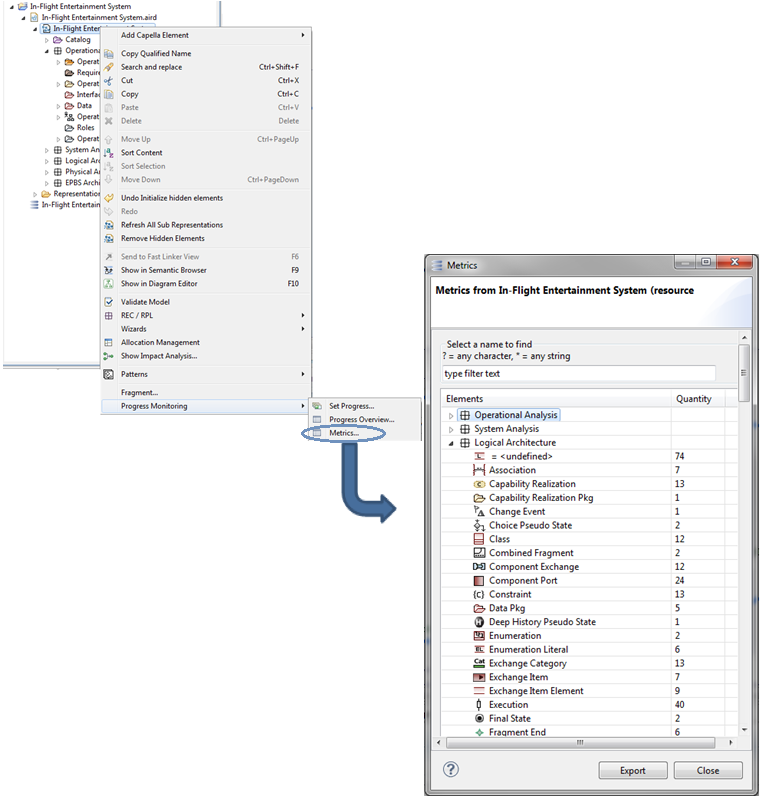 In-Flight Entertainment System
In-Flight Entertainment System.aird
In-Flight Ente
Catalog
Operational
Operat
Require
Operat
Interfac
Data
Operat
Roles
Operat
System An
Logical Ar
Physical A
EPBS Archi
Representation
In-Flight Entertain
Add Capella Element
Copy Qualified Name
Search and replace Ctrl+Shift+F
Cut Ctrl+X
Copy Ctrl+C
Paste Ctrl+V
Delete Delete
Move Up Ctrl+PageUp
Sort Content
Sort Selection
Move Down Ctrl+PageDown
Undo Initialize hidden elements
Redo
Refresh All Sub Representations
Remove Hidden Elements
Send to Fast Linker View F6
Show in Semantic Browser F9
Show in Diagram Editor F10
Validate Model
REC / RPL
Wizards
Allocation Management
Show Impact Analysis...
Patterns
Fragment...
Progress Monitoring
Set Progress...
Progress Overview...
Metrics...
Metrics
Metrics from In-Flight Entertainment System (resource
Select a name to find
? = any character, * = any string
type filter text
Elements Quantity
Operational Analysis
System Analysis
Logical Architecture
= <undefined> 74
Association 7
Capability Realization 13
Capability Realization Pkg 1
Change Event 1
Choice Pseudo State 2
Class 12
Combined Fragment 2
Component Exchange 12
Component Port 24
{c} Constraint 13
Data Pkg 5
Deep History Pseudo State 1
Enumeration 2
EL Enumeration Literal 6
Cat Exchange Category 13
Exchange Item 7
Exchange Item Element 9
Execution 40
Final State 2
Fragment End 6
? Export Close